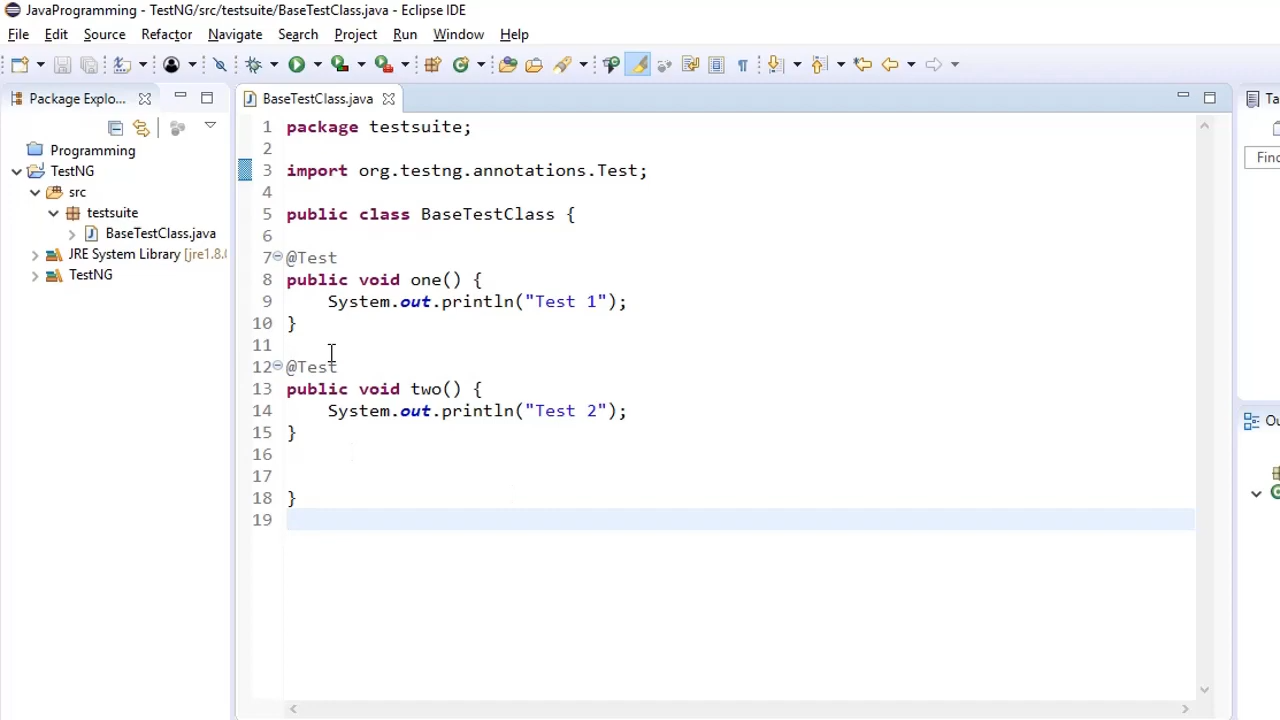 JavaProgramming - TestNG/src/testsuite/BaseTestClass.java - Eclipse IDE
File Edit Source Refactor Navigate Search Project Run Window Help
Package Explo...
BaseTestClass.java
Ta
Programming
TestNG
src
testsuite
BaseTestClass.java
JRE System Library [jre1.8.0
TestNG
1 package testsuite;
2
3 import org.testng.annotations.Test;
4
5 public class BaseTestClass {
6
7 @Test
8 public void one() {
9 System.out.println("Test 1");
10 }
11
12 @Test
13 public void two() {
14 System.out.println("Test 2");
15 }
16
17
18 }
19
Find
Ou